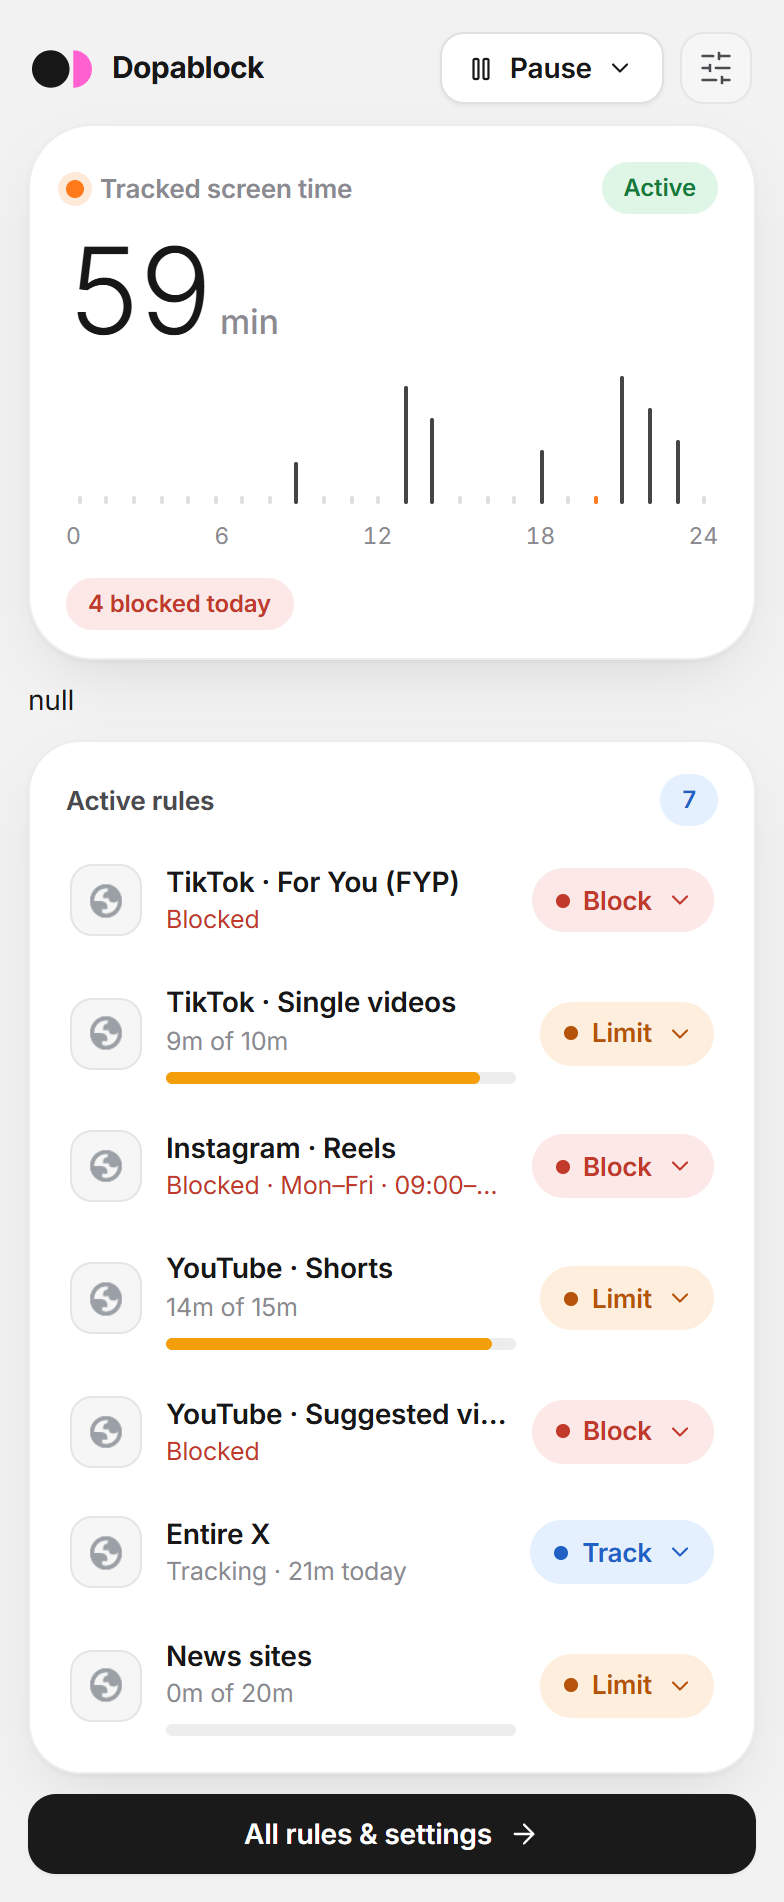 Dopablock
Pause
Tracked screen time
Active
59 min
0 6 12 18 24
4 blocked today
null
Active rules
7
TikTok · For You (FYP)
Blocked
Block
TikTok · Single videos
9m of 10m
Limit
Instagram · Reels
Blocked · Mon–Fri · 09:00–...
Block
YouTube · Shorts
14m of 15m
Limit
YouTube · Suggested vi...
Blocked
Block
Entire X
Tracking · 21m today
Track
News sites
0m of 20m
Limit
All rules & settings →